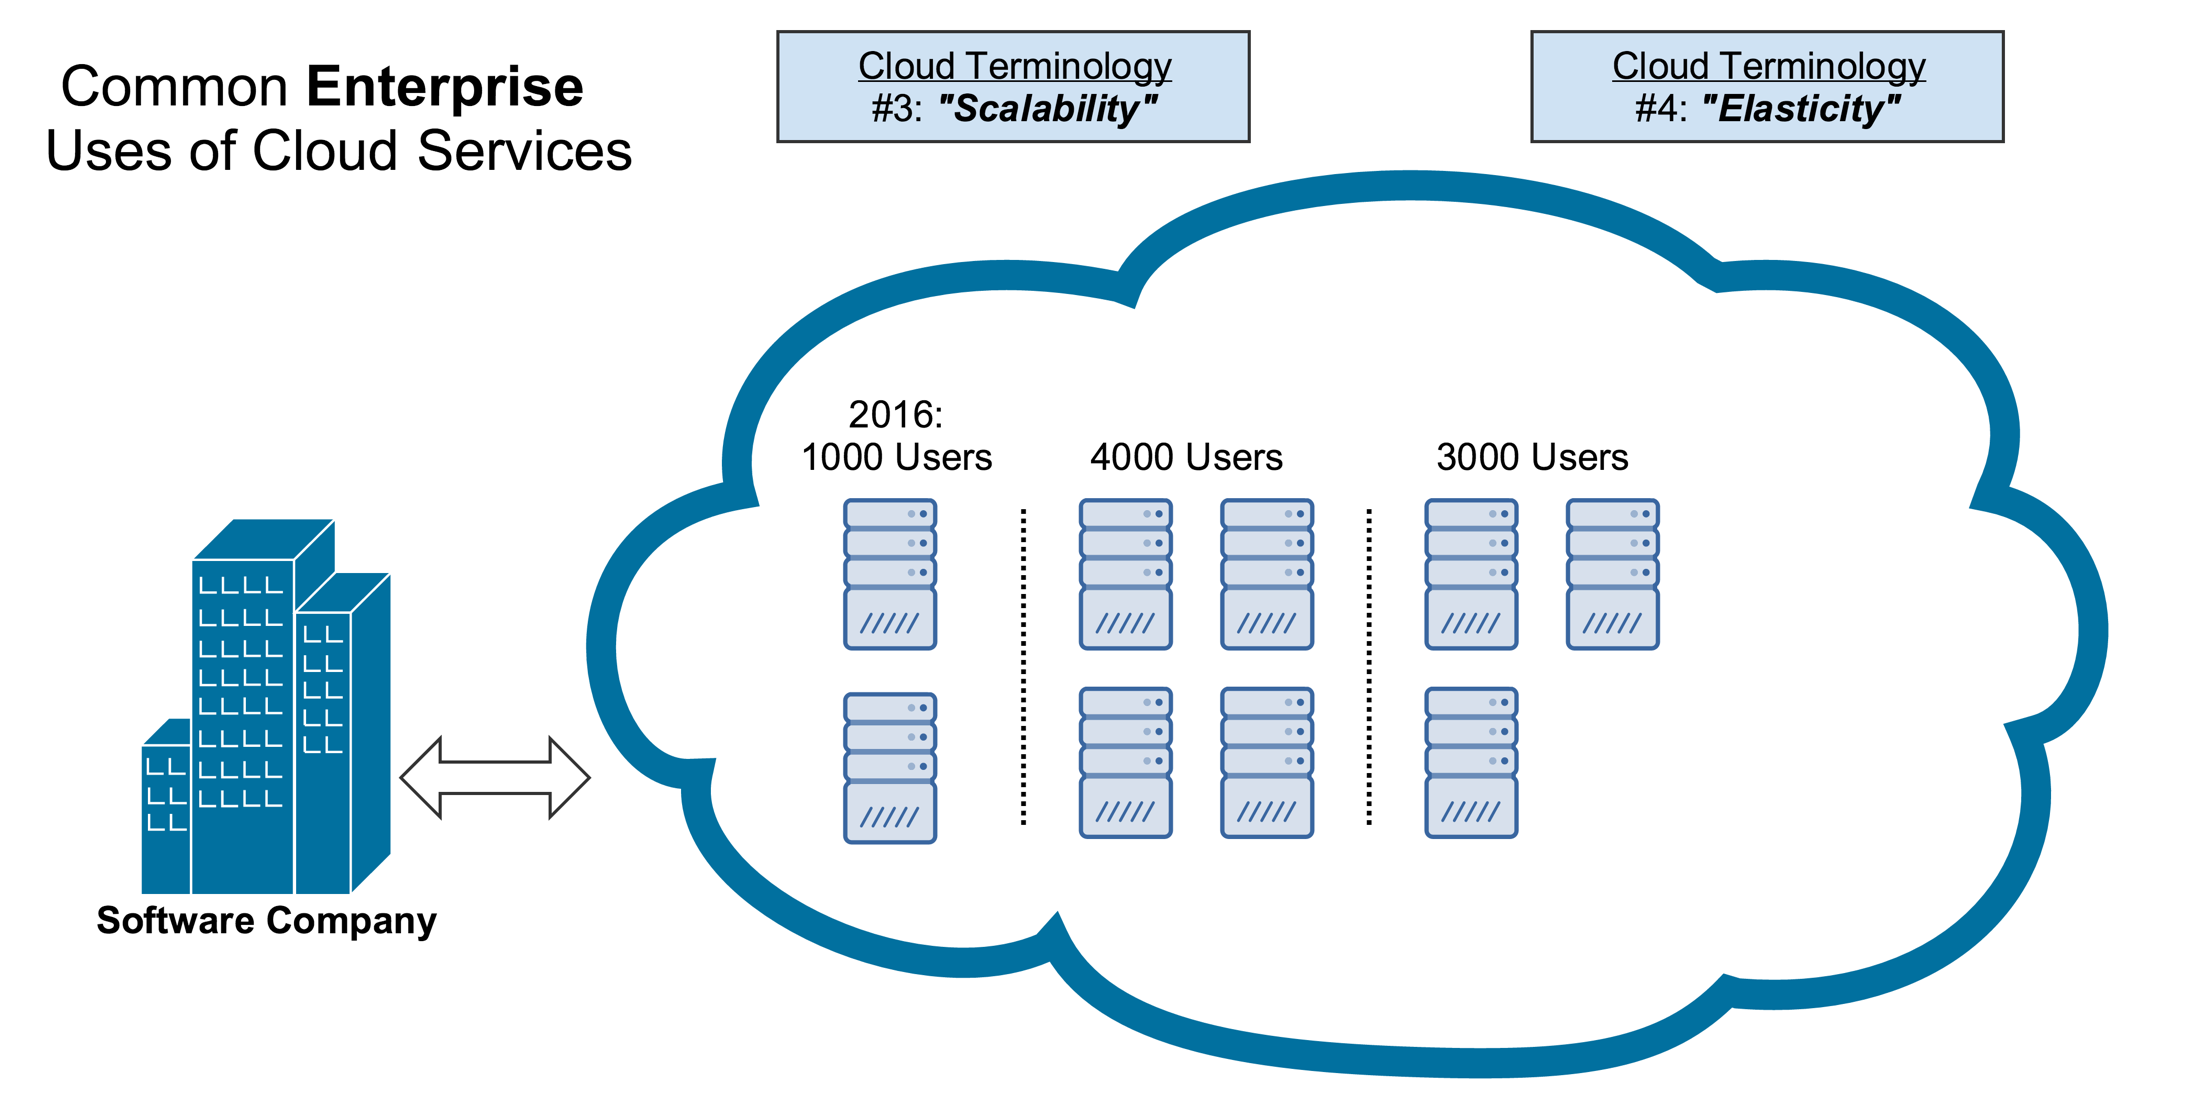 Common Enterprise
Uses of Cloud Services
Cloud Terminology
#3: "Scalability"
Cloud Terminology
#4: "Elasticity"
2016:
1000 Users
4000 Users
3000 Users
Software Company